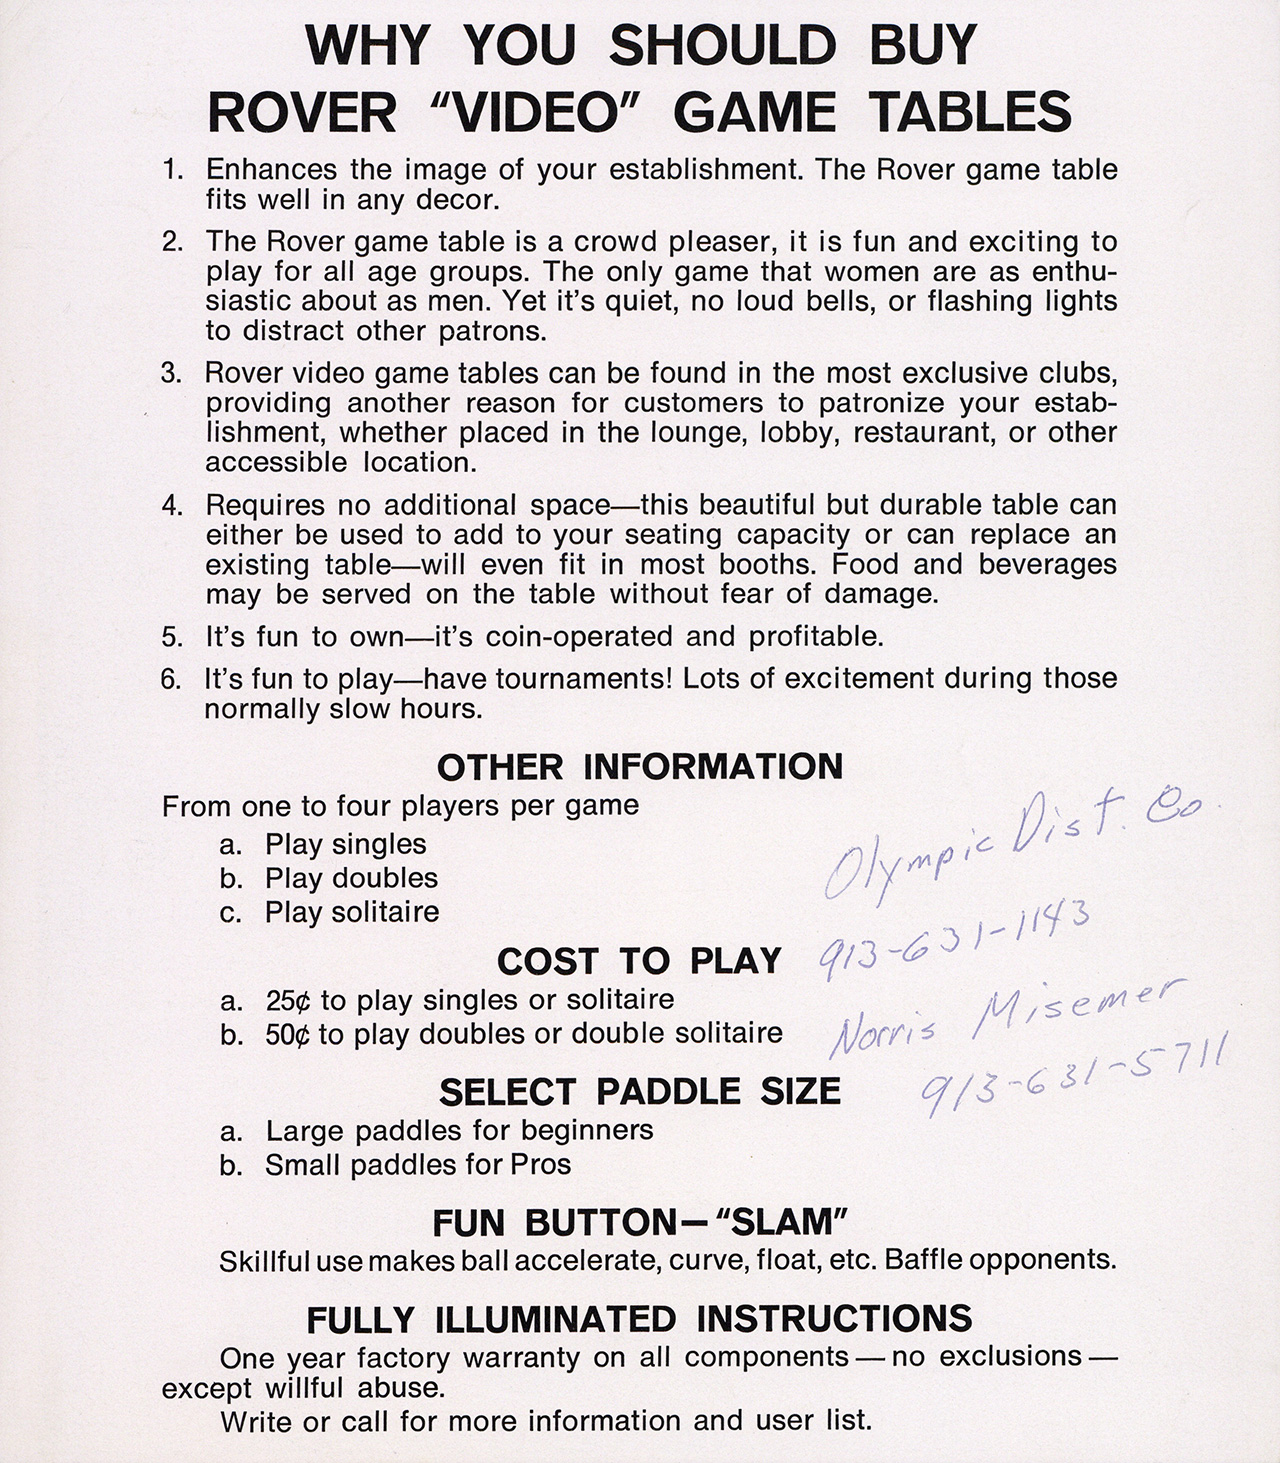 WHY YOU SHOULD BUY
ROVER “VIDEO” GAME TABLES
1. Enhances the image of your establishment. The Rover game table
fits well in any decor.
2. The Rover game table is a crowd pleaser, it is fun and exciting to
play for all age groups. The only game that women are as enthu-
siastic about as men. Yet it’s quiet, no loud bells, or flashing lights
to distract other patrons.
3. Rover video game tables can be found in the most exclusive clubs,
providing another reason for customers to patronize your estab-
lishment, whether placed in the lounge, lobby, restaurant, or other
accessible location.
4. Requires no additional space—this beautiful but durable table can
either be used to add to your seating capacity or can replace an
existing table—will even fit in most booths. Food and beverages
may be served on the table without fear of damage.
5. It’s fun to own—it’s coin-operated and profitable.
6. It’s fun to play—have tournaments! Lots of excitement during those
normally slow hours.
OTHER INFORMATION
From one to four players per game
a. Play singles
b. Play doubles
c. Play solitaire
Olympic Dist. Co.
913-631-1143
Norris Misemer
913-631-5711
COST TO PLAY
a. 25¢ to play singles or solitaire
b. 50¢ to play doubles or double solitaire
SELECT PADDLE SIZE
a. Large paddles for beginners
b. Small paddles for Pros
FUN BUTTON—“SLAM”
Skillful use makes ball accelerate, curve, float, etc. Baffle opponents.
FULLY ILLUMINATED INSTRUCTIONS
One year factory warranty on all components — no exclusions —
except willful abuse.
Write or call for more information and user list.